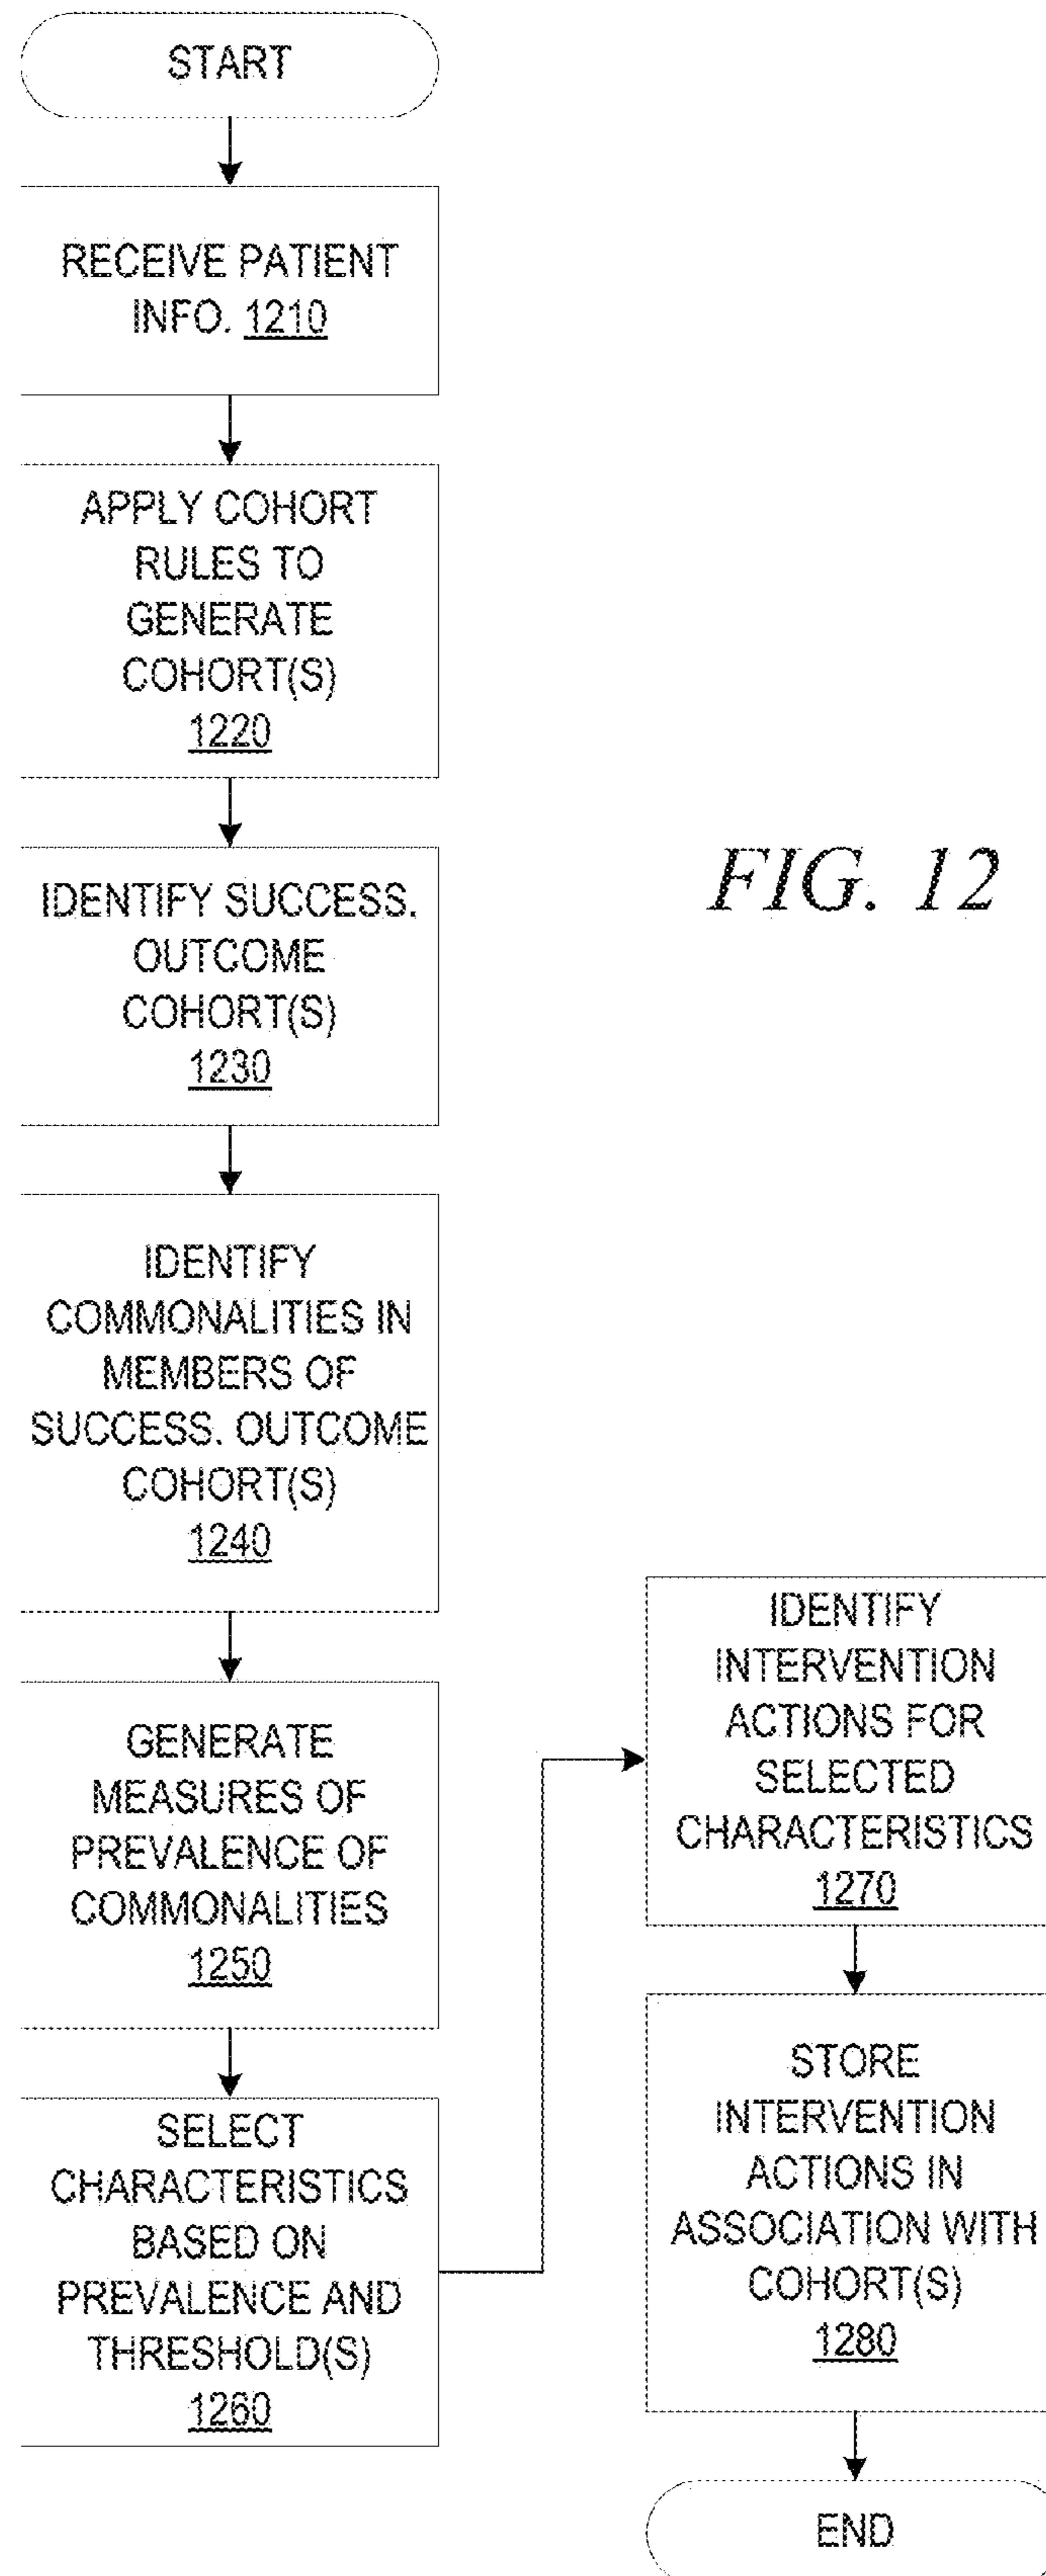 START
RECEIVE PATIENT
INFO. 1210
APPLY COHORT
RULES TO
GENERATE
COHORT(S)
1220
IDENTIFY SUCCESS.
OUTCOME
COHORT(S)
1230
FIG. 12
IDENTIFY
COMMONALITIES IN
MEMBERS OF
SUCCESS. OUTCOME
COHORT(S)
1240
GENERATE
MEASURES OF
PREVALENCE OF
COMMONALITIES
1250
SELECT
CHARACTERISTICS
BASED ON
PREVALENCE AND
THRESHOLD(S)
1260
IDENTIFY
INTERVENTION
ACTIONS FOR
SELECTED
CHARACTERISTICS
1270
STORE
INTERVENTION
ACTIONS IN
ASSOCIATION WITH
COHORT(S)
1280
END